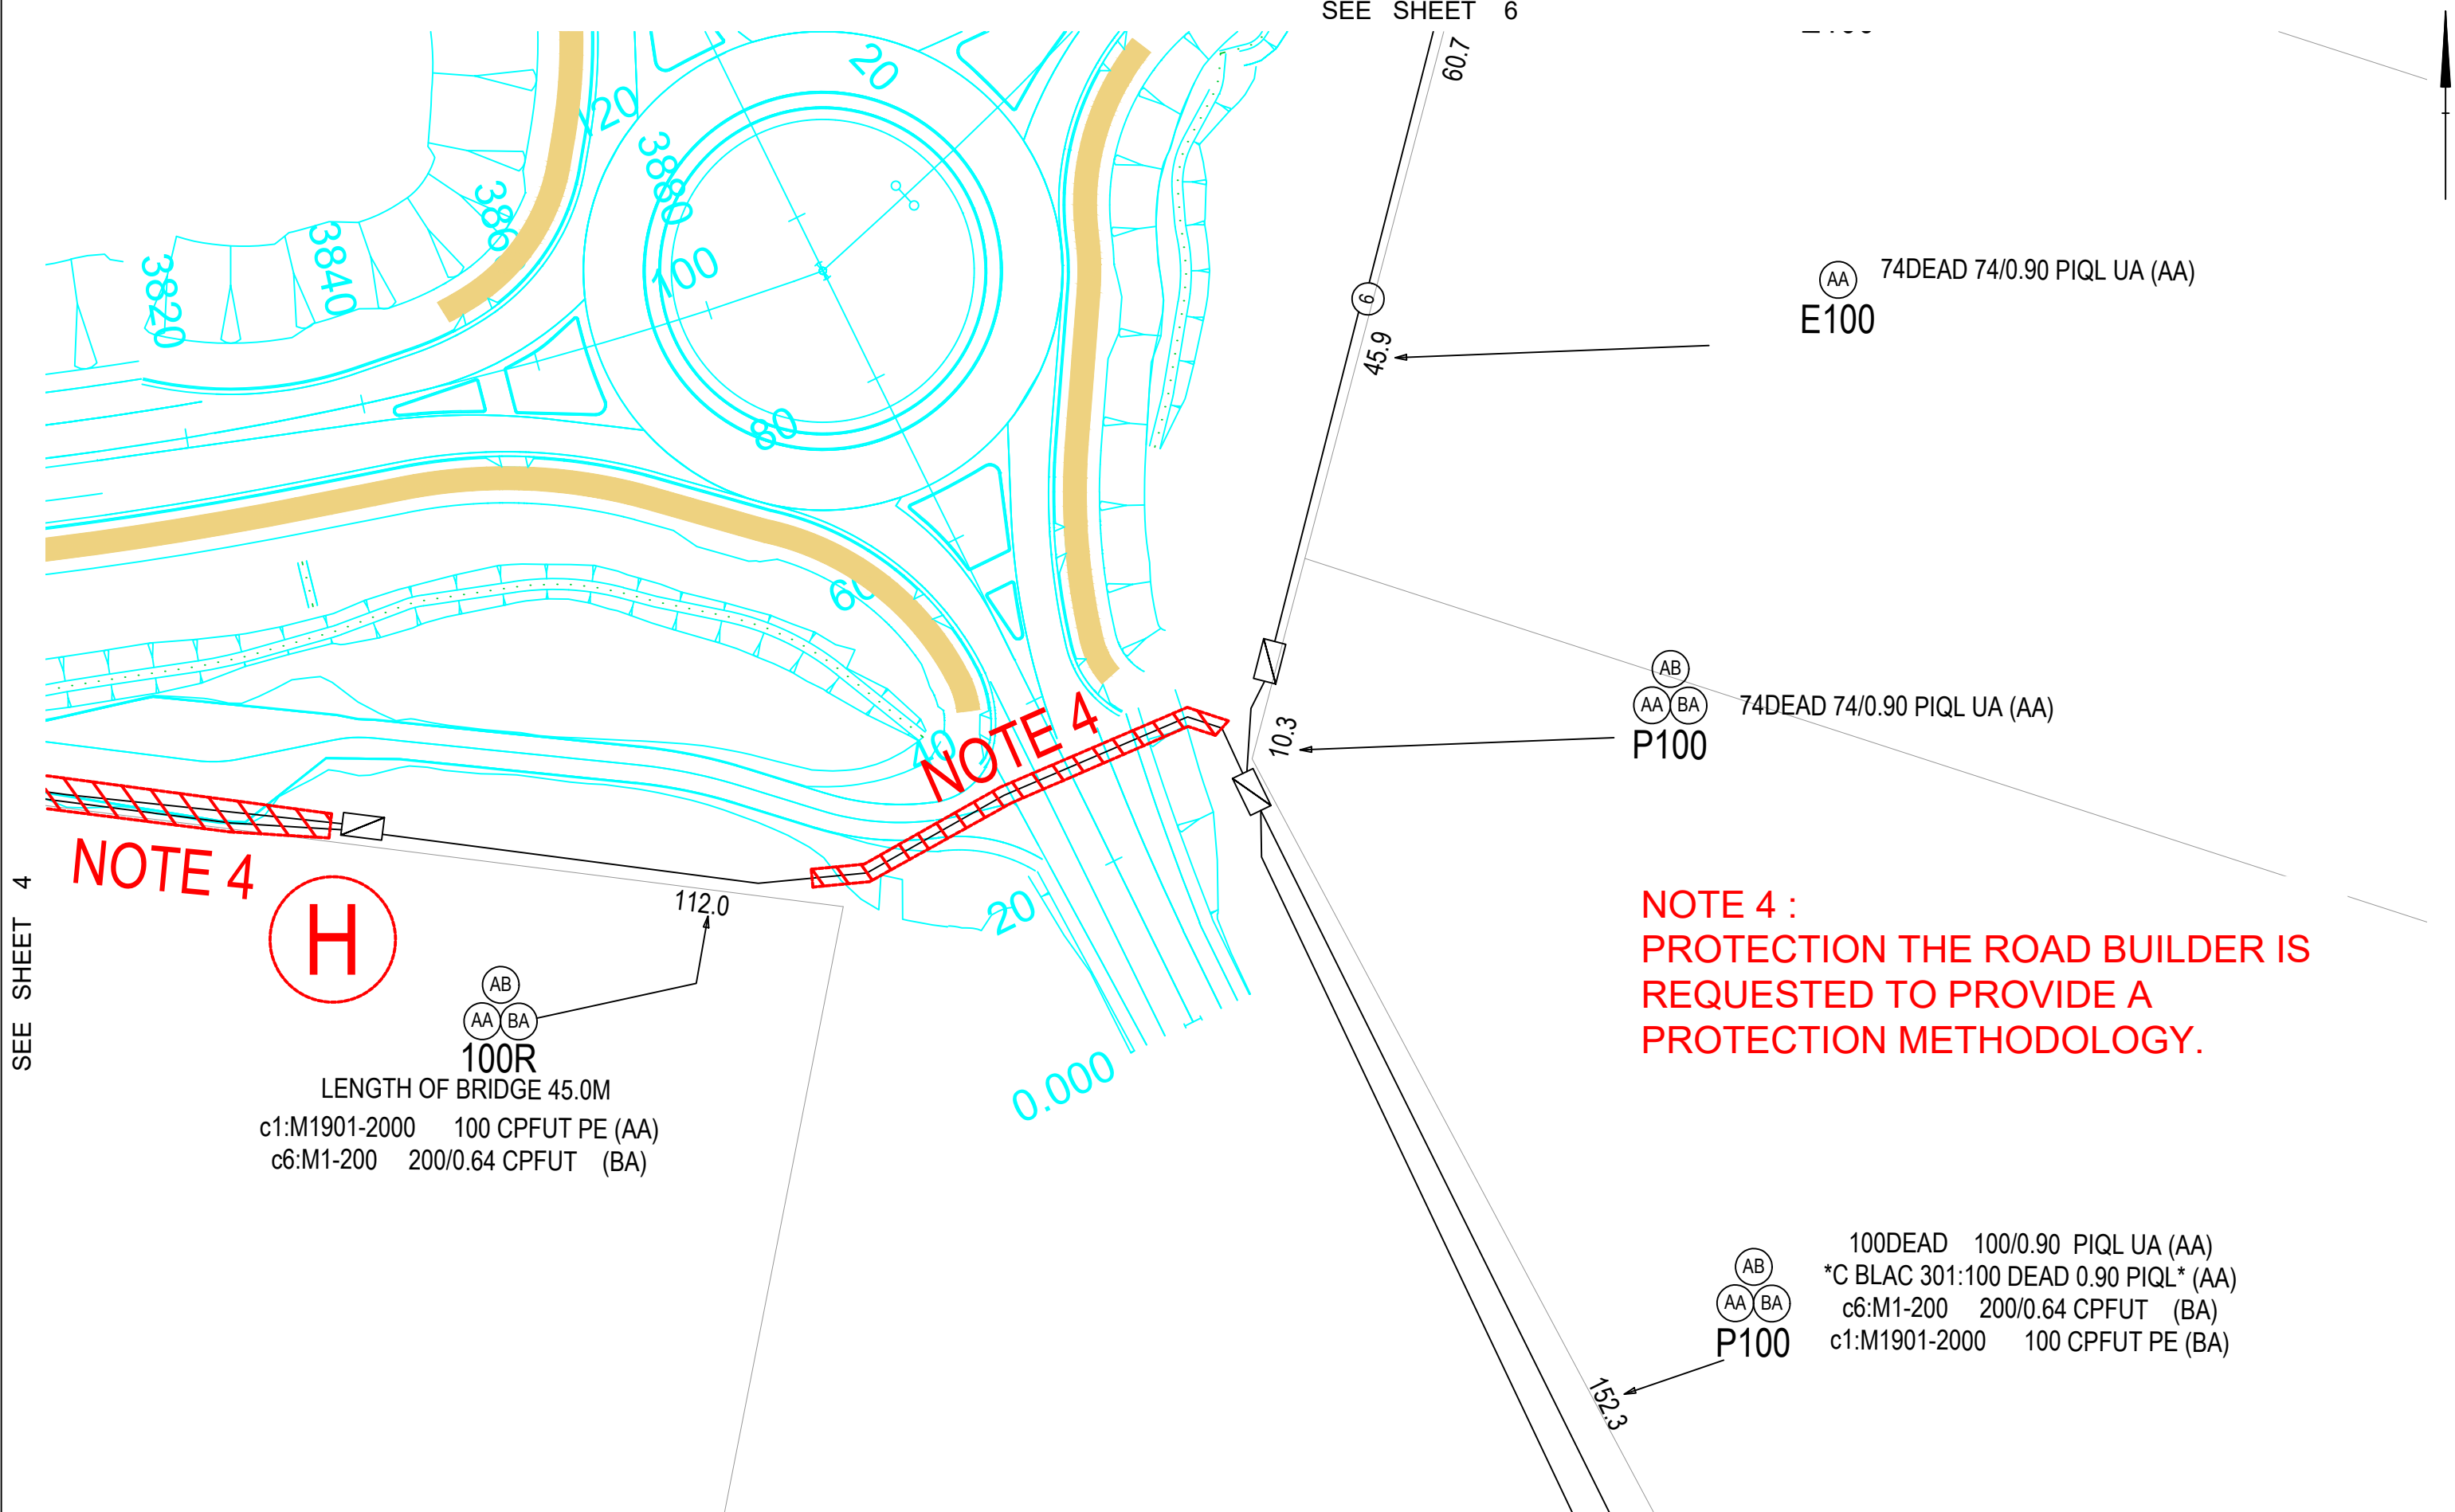 SEE SHEET 6
60.7
20
120
3880
100
3820
3840
80
6
45.9
AA
74DEAD 74/0.90 PIQL UA (AA)
E100
AB
AA BA
74DEAD 74/0.90 PIQL UA (AA)
P100
10.3
NOTE 4
NOTE 4
H
SEE SHEET 4
112.0
20
0.000
AB
AA BA
100R
LENGTH OF BRIDGE 45.0M
c1:M1901-2000 100 CPFUT PE (AA)
c6:M1-200 200/0.64 CPFUT (BA)
NOTE 4 :
PROTECTION THE ROAD BUILDER IS
REQUESTED TO PROVIDE A
PROTECTION METHODOLOGY.
AB
AA BA
P100
100DEAD 100/0.90 PIQL UA (AA)
*C BLAC 301:100 DEAD 0.90 PIQL* (AA)
c6:M1-200 200/0.64 CPFUT (BA)
c1:M1901-2000 100 CPFUT PE (BA)
152.3